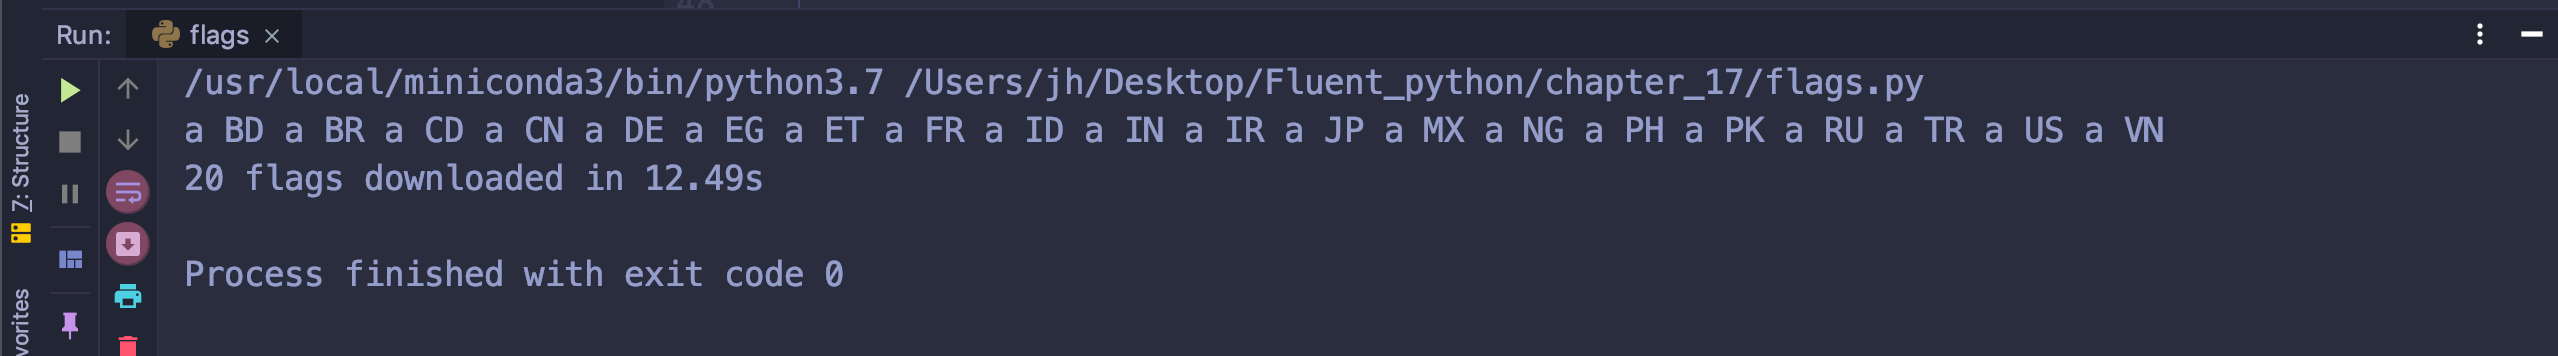 48
Run: flags
/usr/local/miniconda3/bin/python3.7 /Users/jh/Desktop/Fluent_python/chapter_17/flags.py
a BD a BR a CD a CN a DE a EG a ET a FR a ID a IN a IR a JP a MX a NG a PH a PK a RU a TR a US a VN
20 flags downloaded in 12.49s
Process finished with exit code 0
7: Structure
vorites